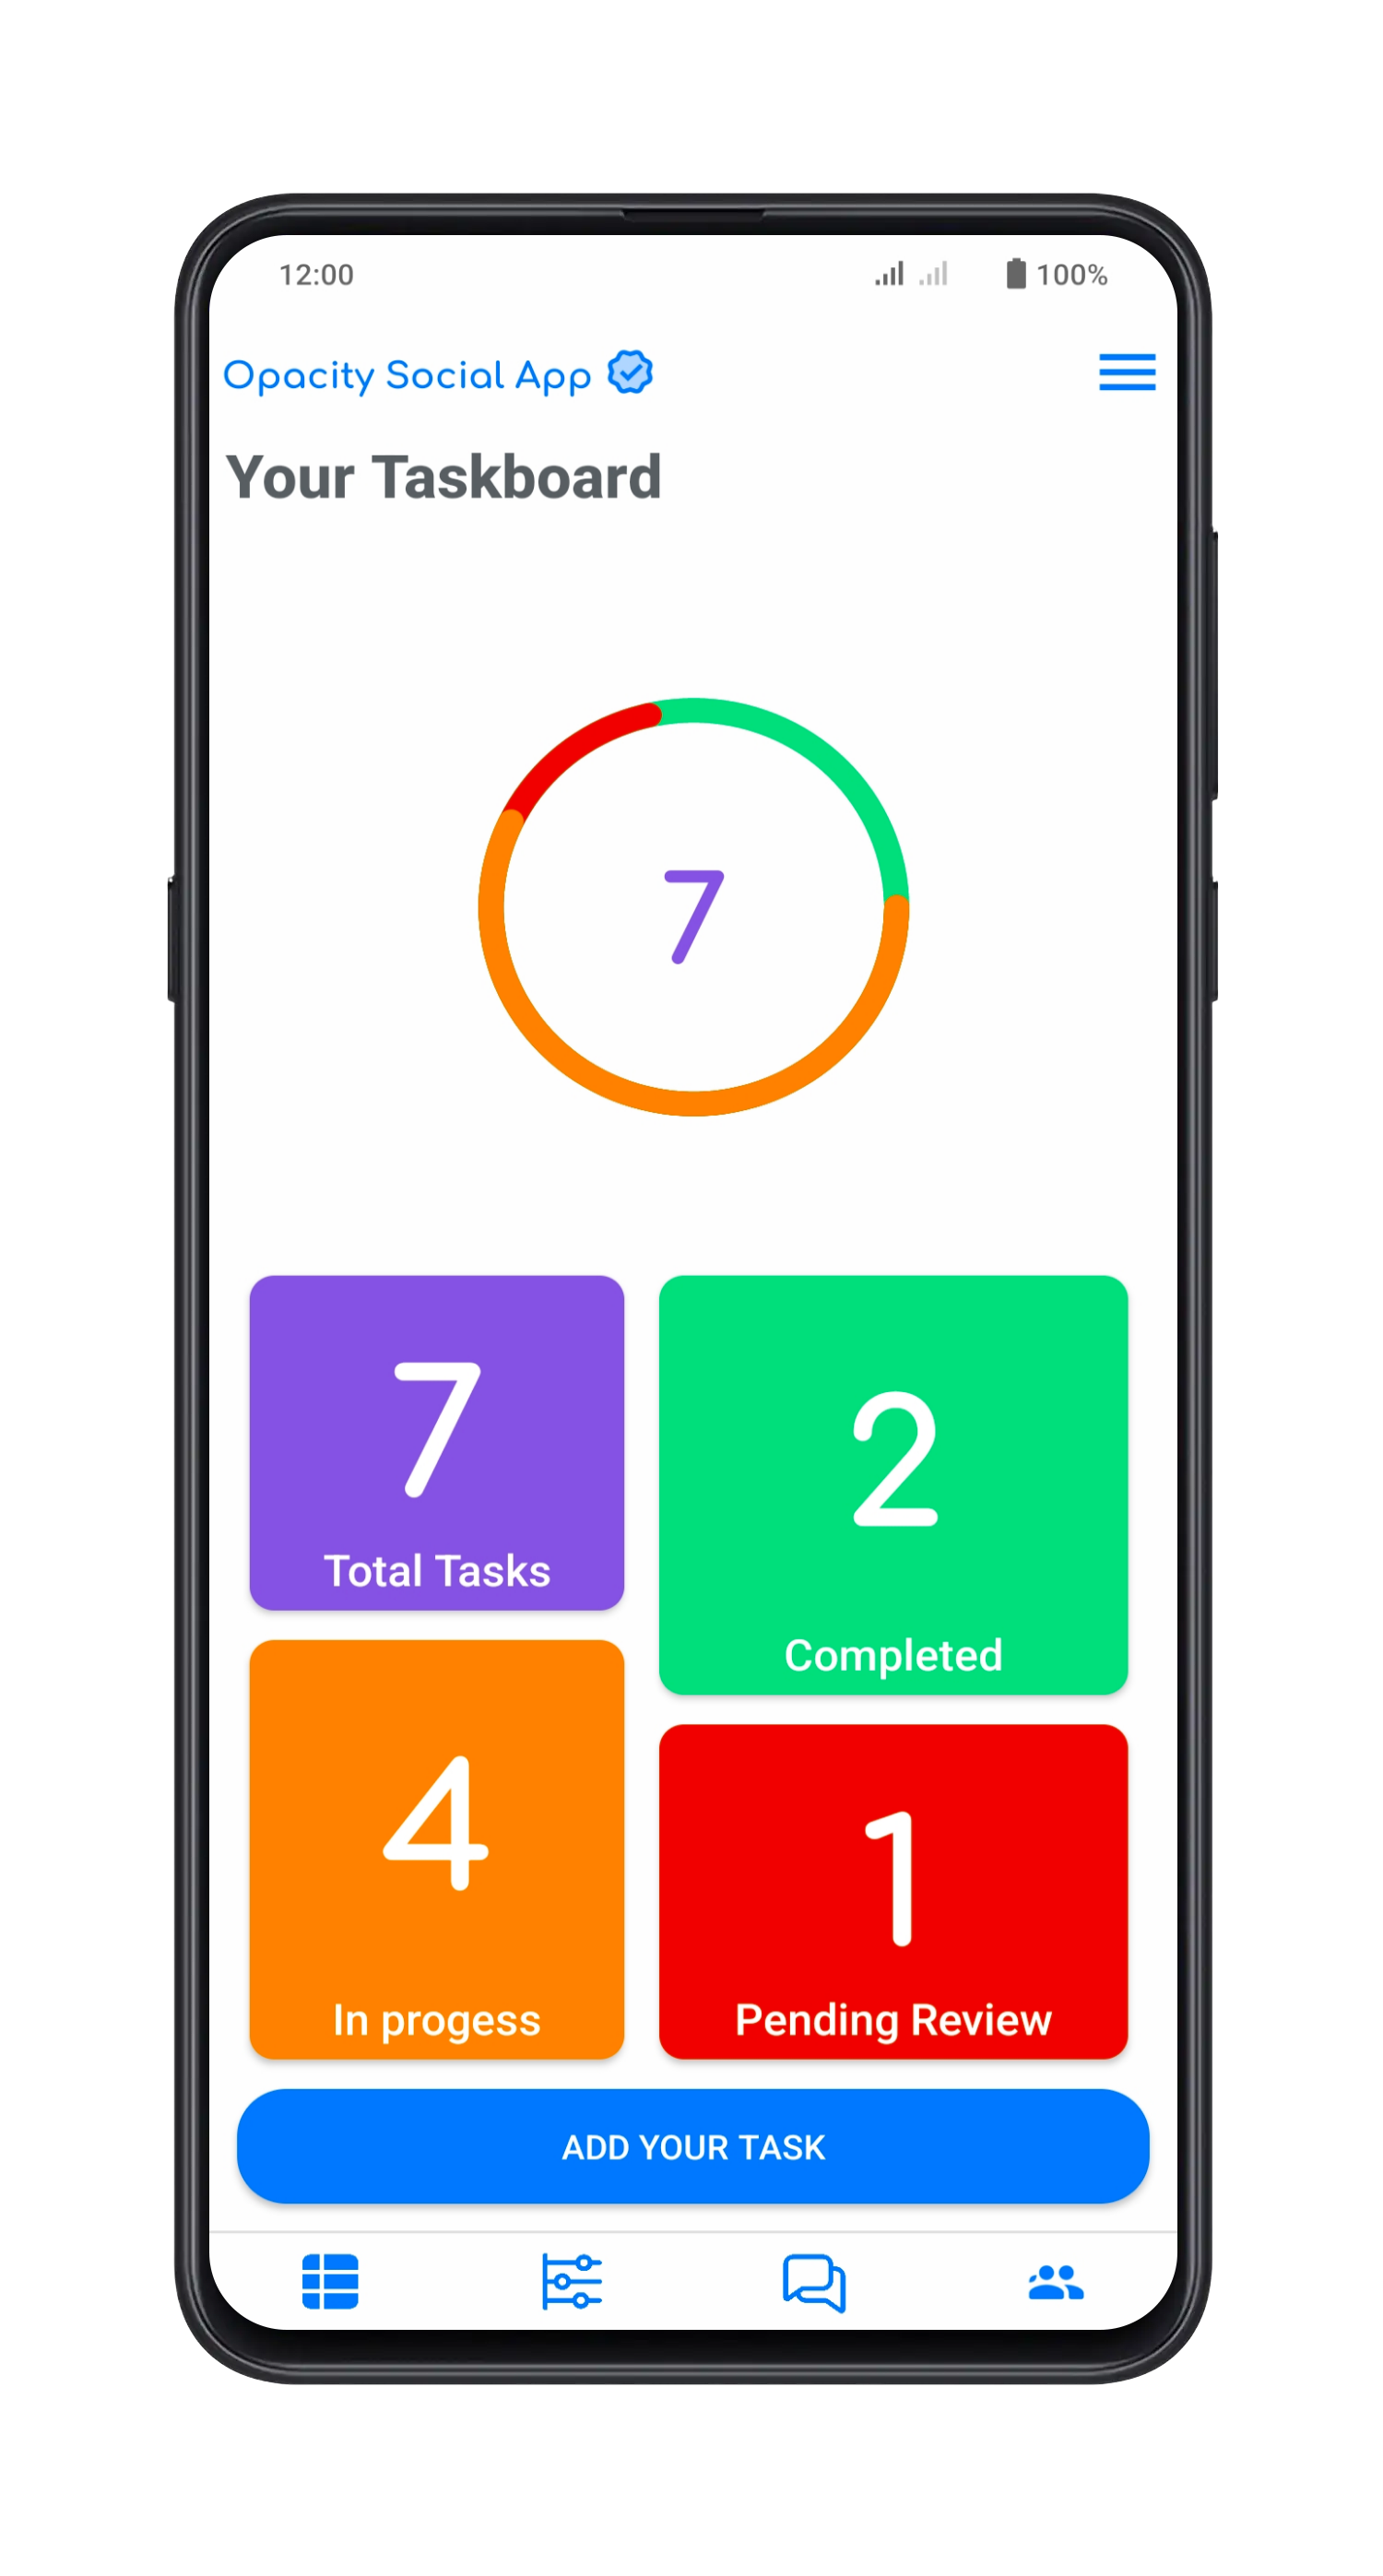 12:00 100%
Opacity Social App
Your Taskboard
7
7
Total Tasks
2
Completed
4
In progess
1
Pending Review
ADD YOUR TASK